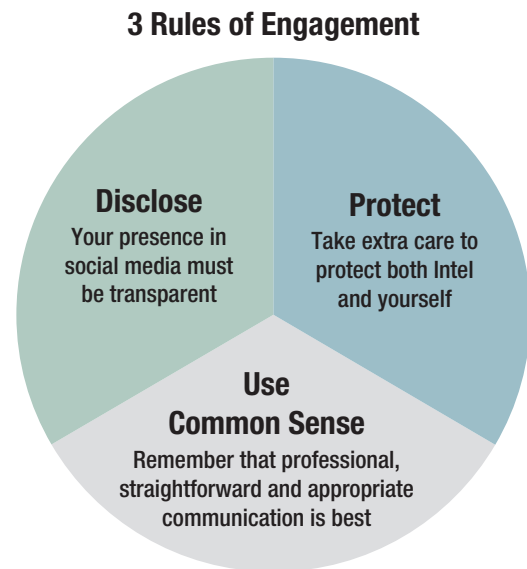 3 Rules of Engagement
Disclose
Your presence in
social media must
be transparent
Protect
Take extra care to
protect both Intel
and yourself
Use
Common Sense
Remember that professional,
straightforward and appropriate
communication is best